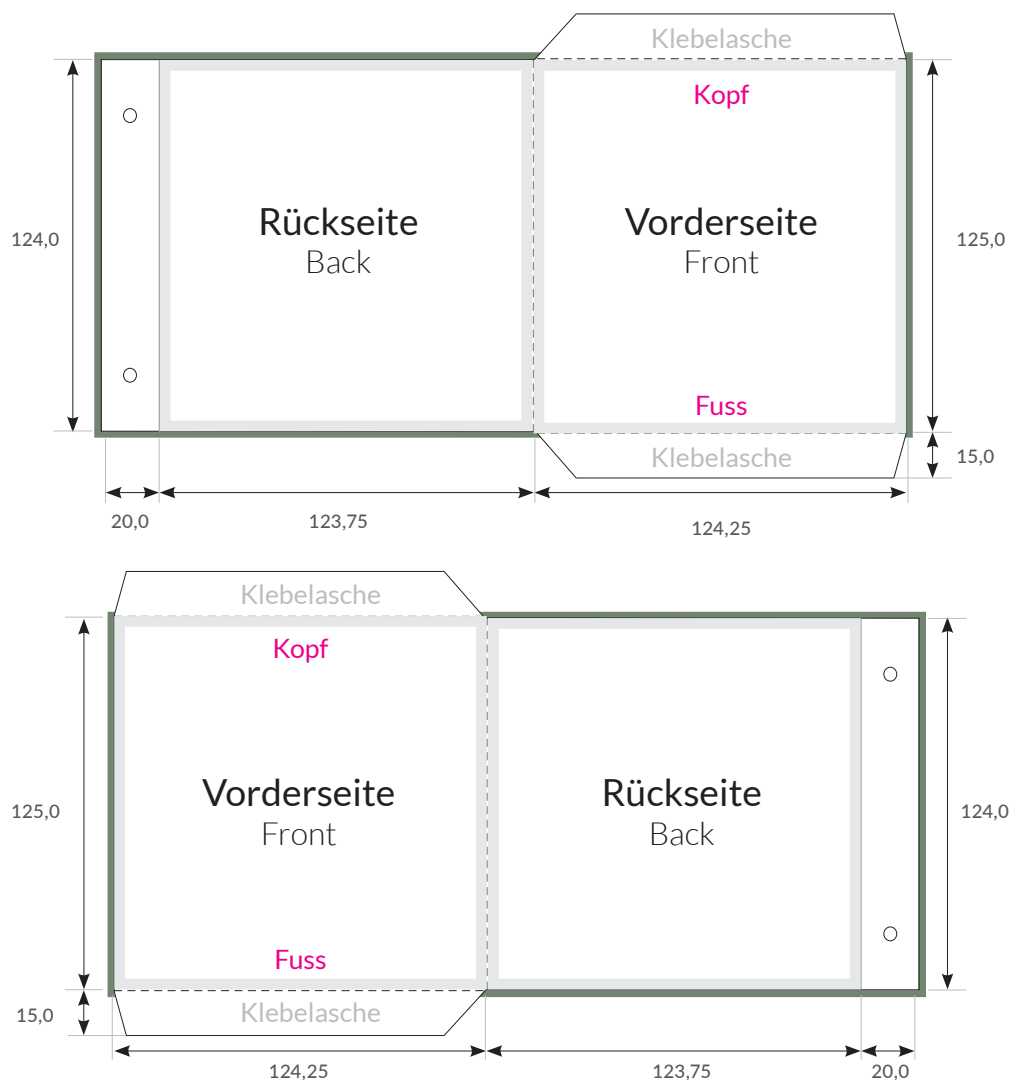 Klebelasche
Kopf
Rückseite
Back
Vorderseite
Front
124,0
125,0
Fuss
Klebelasche
15,0
20,0
123,75
124,25
Klebelasche
Kopf
Vorderseite
Front
Rückseite
Back
125,0
124,0
Fuss
Klebelasche
15,0
124,25
123,75
20,0